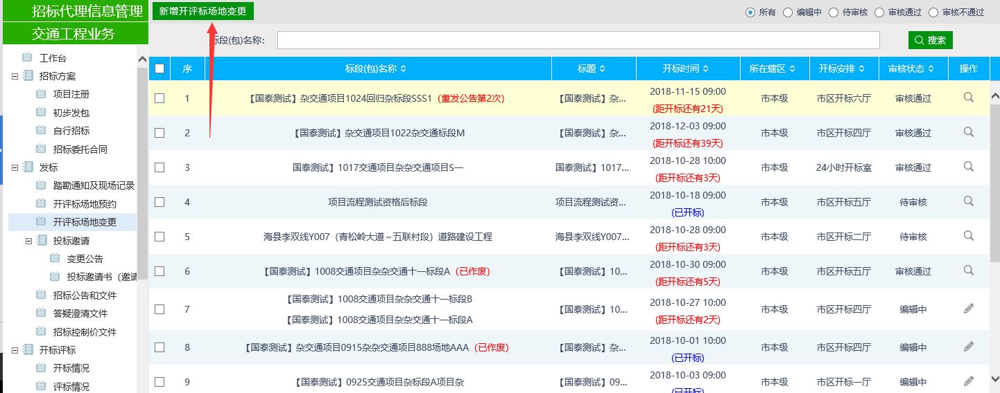 招标代理信息管理
交通工程业务
工作台
招标方案
项目注册
初步发包
自行招标
招标委托合同
发标
踏勘通知及现场记录
开评标场地预约
开评标场地变更
投标邀请
变更公告
投标邀请书（邀请
招标公告和文件
答疑澄清文件
招标控制价文件
开标评标
开标情况
评标情况
新增开评标场地变更
所有 编辑中 待审核 审核通过 审核不通过
标段(包)名称： 搜索
序 标段(包)名称 标题 开标时间 所在辖区 开标安排 审核状态 操作
1 【国泰测试】杂交通项目1024回归杂标段SSS1 (重发公告第2次) 【国泰测试】杂... 2018-11-15 09:00 市本级 市区开标六厅 审核通过
(距开标还有21天)
2 【国泰测试】杂交通项目1022杂交通标段M 【国泰测试】杂... 2018-12-03 09:00 市本级 市区开标四厅 审核通过
(距开标还有39天)
3 国泰测试】1017交通项目杂杂交通项目S一 国泰测试】1017... 2018-10-28 10:00 市本级 24小时开标室 审核通过
(距开标还有3天)
4 项目流程测试资格后标段 项目流程测试资... 2018-10-18 09:00 市本级 市区开标五厅 待审核
(已开标)
5 海县李双线Y007（青松岭大道～五联村段）道路建设工程 海县李双线Y007... 2018-10-28 09:00 市本级 市区开标二厅 待审核
(距开标还有3天)
6 【国泰测试】1008交通项目杂杂交通十一标段A (已作废) 【国泰测试】10... 2018-10-30 09:00 市本级 市区开标五厅 审核通过
(距开标还有5天)
7 【国泰测试】1008交通项目杂杂交通十一标段B 【国泰测试】10... 2018-10-27 10:00 市本级 市区开标四厅 编辑中
【国泰测试】1008交通项目杂杂交通十一标段A (距开标还有2天)
8 【国泰测试】杂交通项目0915杂杂交通项目888场地AAA (已作废) 【国泰测试】杂... 2018-10-01 10:00 市本级 市区开标四厅 编辑中
(已开标)
9 【国泰测试】0925交通项目杂标段A项目杂 【国泰测试】09... 2018-10-03 09:00 市本级 市区开标一厅 编辑中
(已开标)